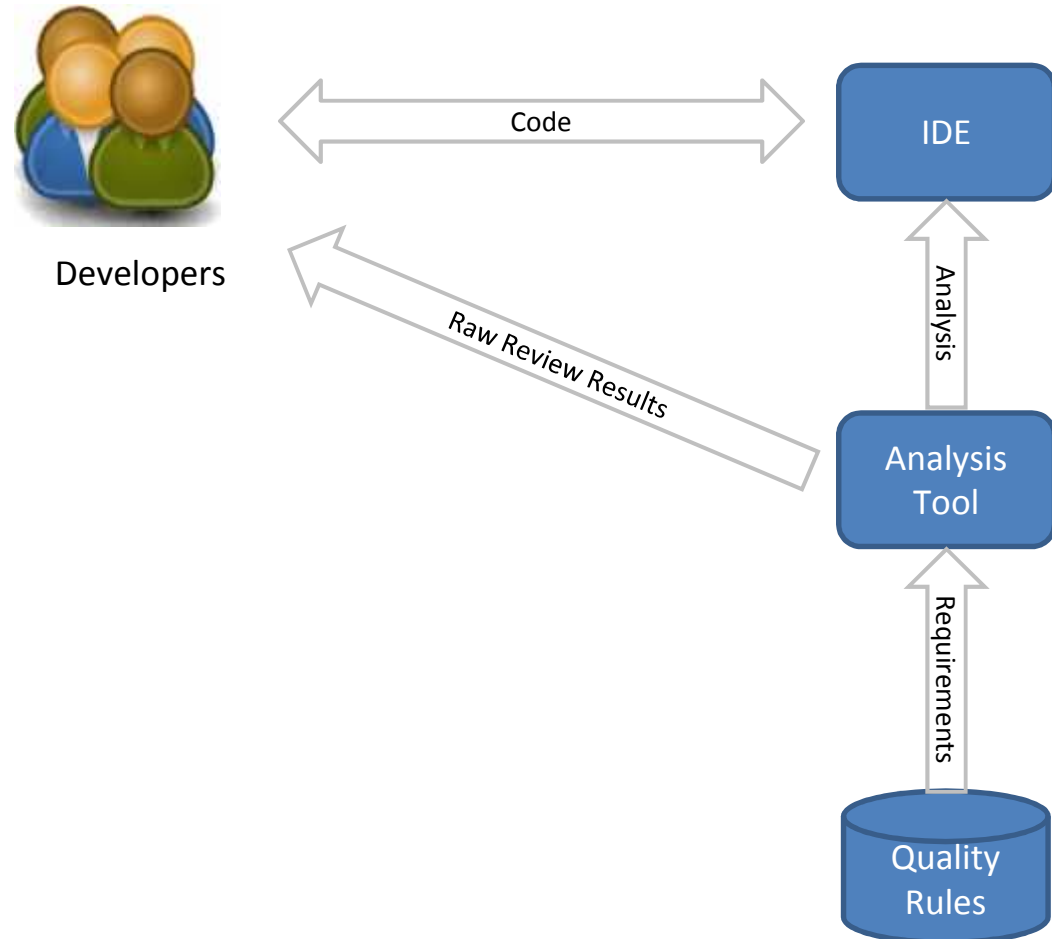 Code
IDE
Developers
Analysis
Raw Review Results
Analysis
Tool
Requirements
Quality
Rules